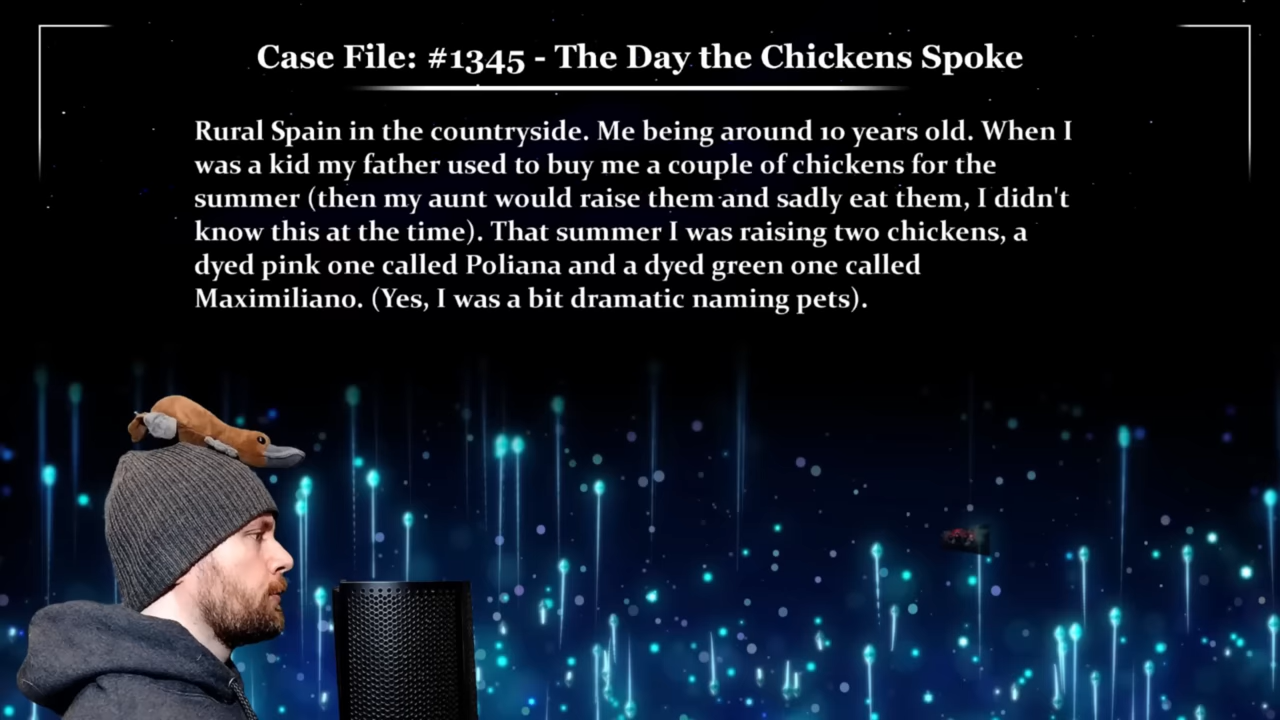 Case File: #1345 - The Day the Chickens Spoke
Rural Spain in the countryside. Me being around 10 years old. When I
was a kid my father used to buy me a couple of chickens for the
summer (then my aunt would raise them and sadly eat them, I didn't
know this at the time). That summer I was raising two chickens, a
dyed pink one called Poliana and a dyed green one called
Maximiliano. (Yes, I was a bit dramatic naming pets).